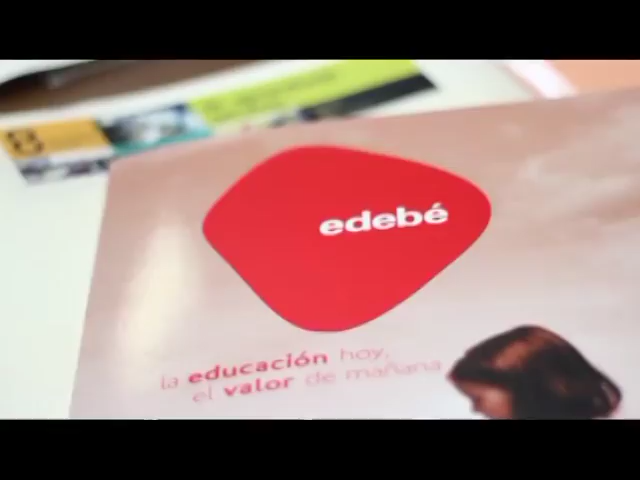 edebé
la educación hoy,
el valor de mañana